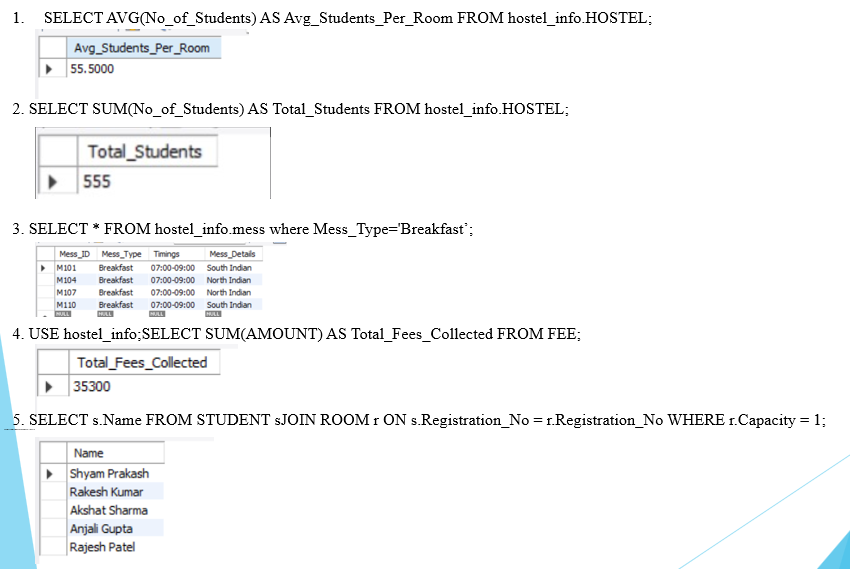 1. SELECT AVG(No_of_Students) AS Avg_Students_Per_Room FROM hostel_info.HOSTEL;
Avg_Students_Per_Room
55.5000
2. SELECT SUM(No_of_Students) AS Total_Students FROM hostel_info.HOSTEL;
Total_Students
555
3. SELECT * FROM hostel_info.mess where Mess_Type='Breakfast’;
Mess_ID Mess_Type Timings Mess_Details
M101 Breakfast 07:00-09:00 South Indian
M104 Breakfast 07:00-09:00 North Indian
M107 Breakfast 07:00-09:00 North Indian
M110 Breakfast 07:00-09:00 South Indian
NULL NULL NULL NULL
4. USE hostel_info;SELECT SUM(AMOUNT) AS Total_Fees_Collected FROM FEE;
Total_Fees_Collected
35300
5. SELECT s.Name FROM STUDENT sJOIN ROOM r ON s.Registration_No = r.Registration_No WHERE r.Capacity = 1;
Name
Shyam Prakash
Rakesh Kumar
Akshat Sharma
Anjali Gupta
Rajesh Patel